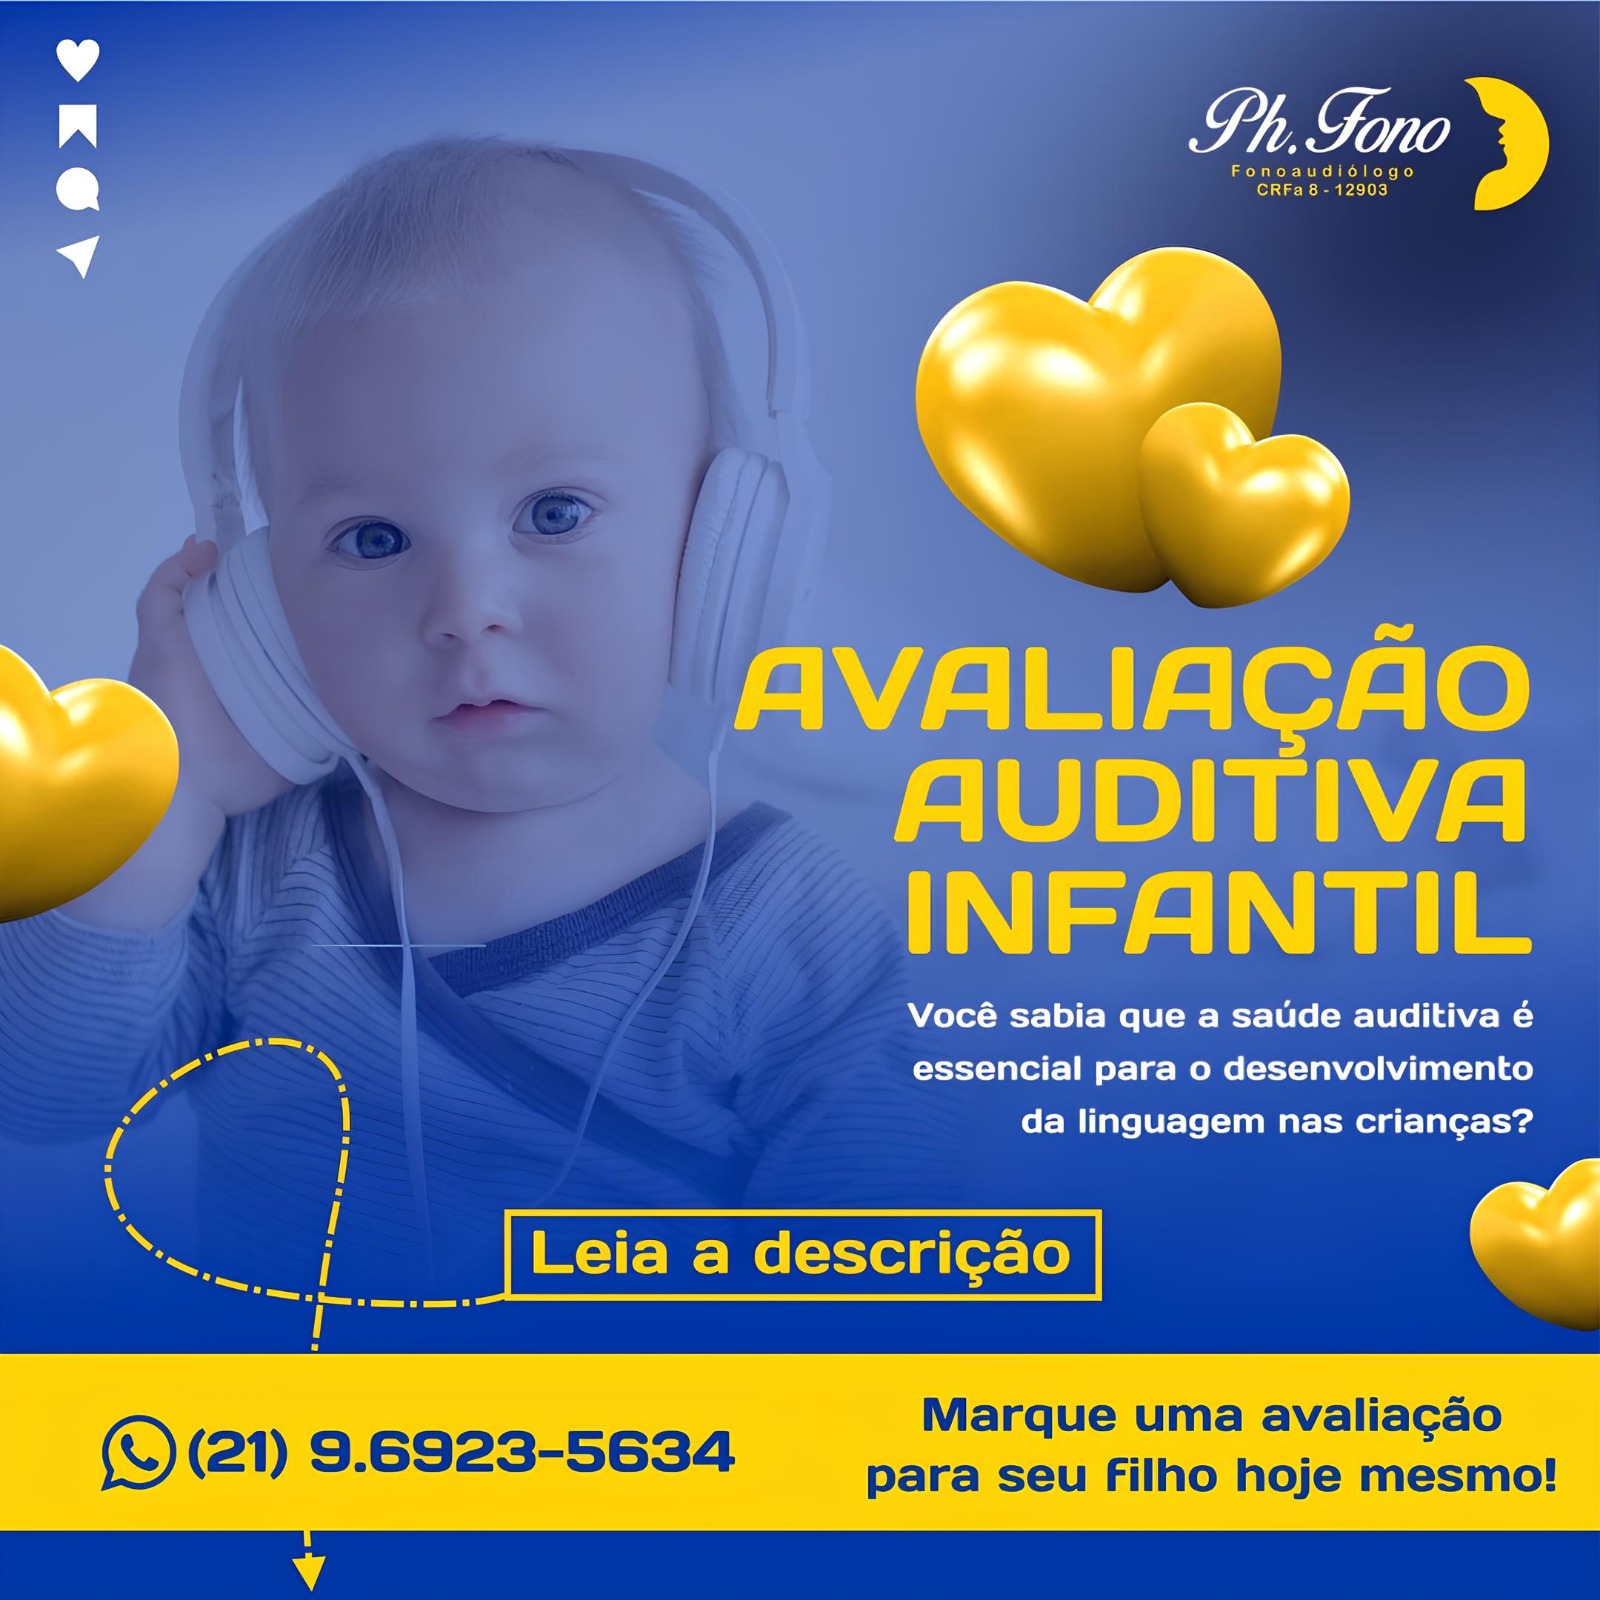 Ph. Fono
Fonoaudiólogo
CRFa 8 - 12903
AVALIAÇÃO
AUDITIVA
INFANTIL
Você sabia que a saúde auditiva é
essencial para o desenvolvimento
da linguagem nas crianças?
Leia a descrição
(21) 9.6923-5634
Marque uma avaliação
para seu filho hoje mesmo!